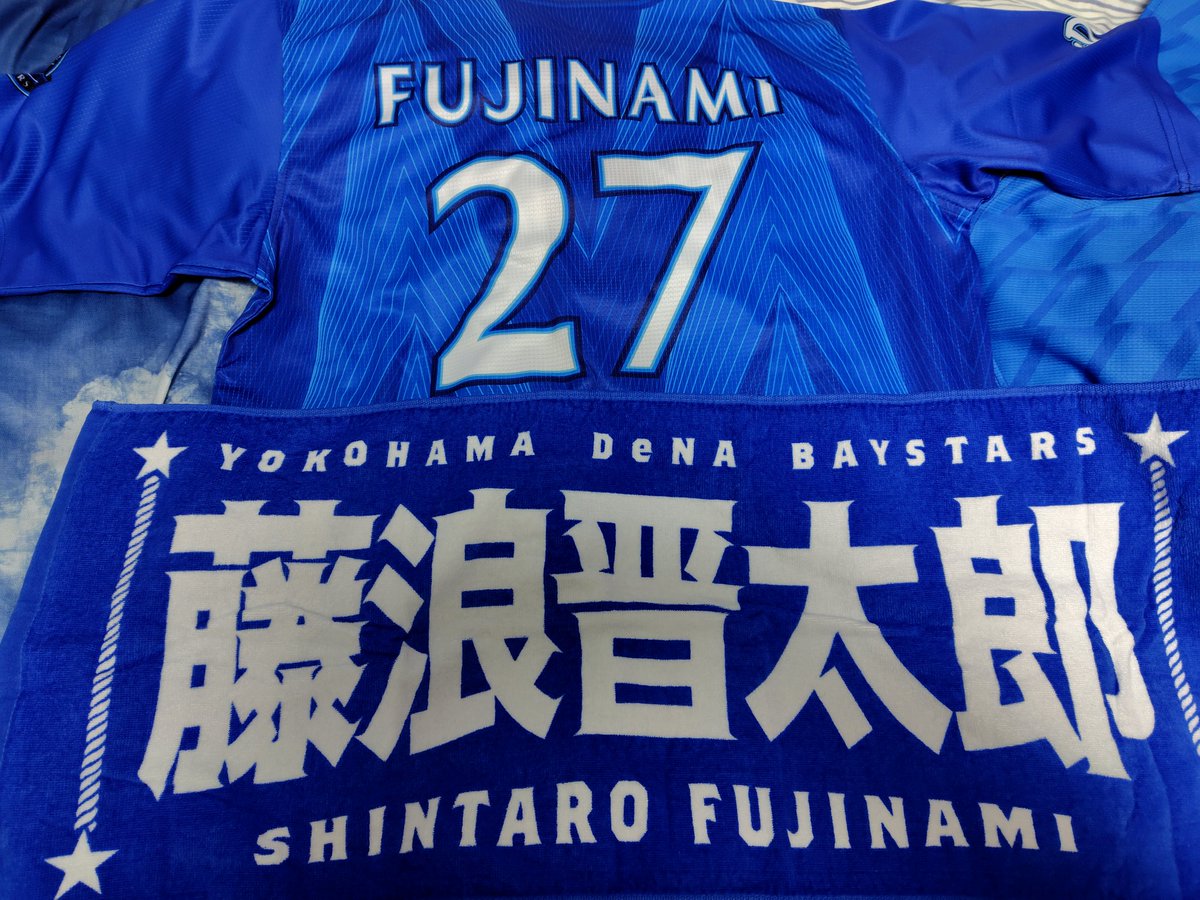 FUJINAMI
27
YOKOHAMA DeNA BAYSTARS
藤浪晋太郎
SHINTARO FUJINAMI